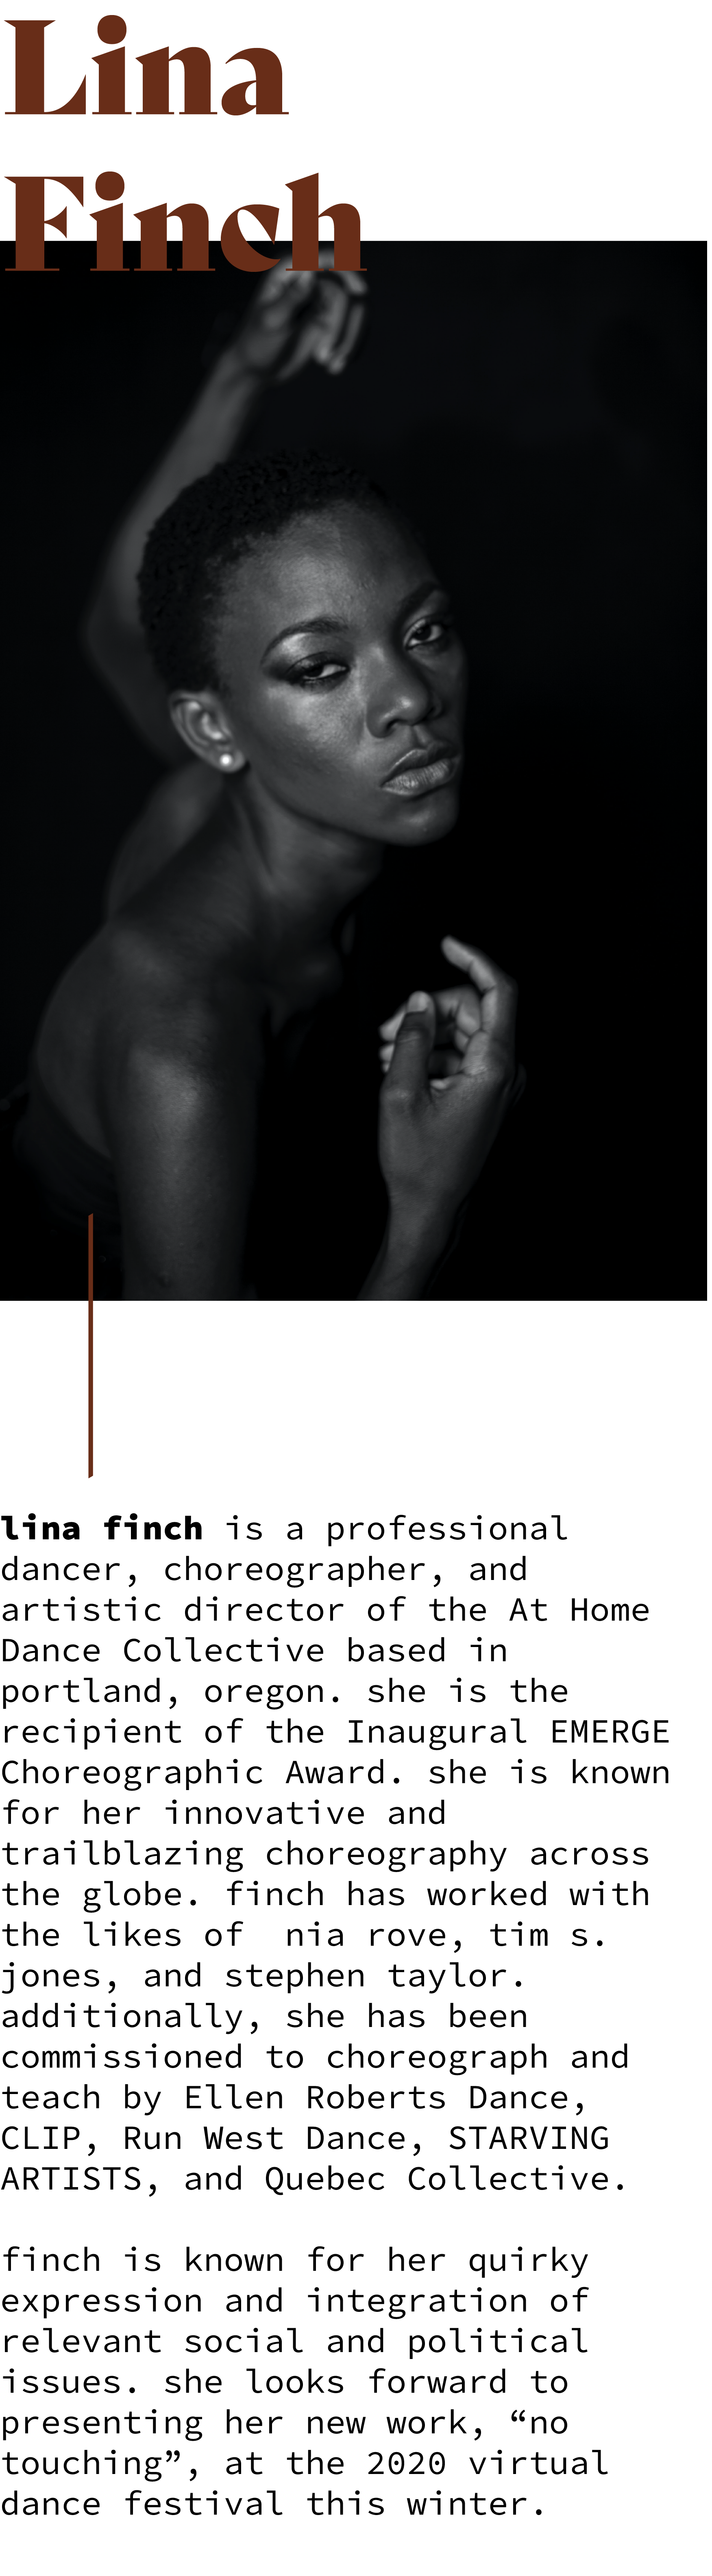 Lina
Finch
lina finch is a professional
dancer, choreographer, and
artistic director of the At Home
Dance Collective based in
portland, oregon. she is the
recipient of the Inaugural EMERGE
Choreographic Award. she is known
for her innovative and
trailblazing choreography across
the globe. finch has worked with
the likes of  nia rove, tim s.
jones, and stephen taylor.
additionally, she has been
commissioned to choreograph and
teach by Ellen Roberts Dance,
CLIP, Run West Dance, STARVING
ARTISTS, and Quebec Collective.
finch is known for her quirky
expression and integration of
relevant social and political
issues. she looks forward to
presenting her new work, “no
touching”, at the 2020 virtual
dance festival this winter.